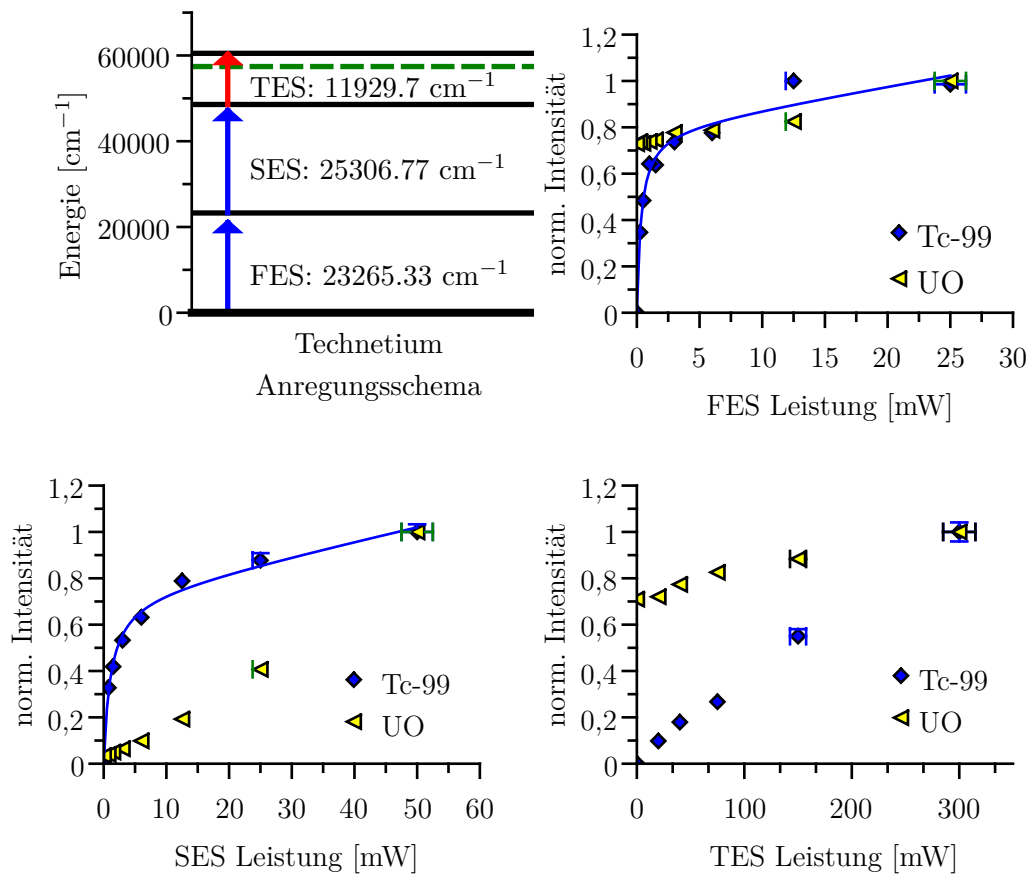 Energie [cm⁻¹]
60000
40000
20000
0
TES: 11929.7 cm⁻¹
SES: 25306.77 cm⁻¹
FES: 23265.33 cm⁻¹
Technetium
Anregungsschema
norm. Intensität
1,2
1
0,8
0,6
0,4
0,2
0
Tc-99
UO
0 5 10 15 20 25 30
FES Leistung [mW]
norm. Intensität
1,2
1
0,8
0,6
0,4
0,2
0
Tc-99
UO
0 10 20 30 40 50 60
SES Leistung [mW]
norm. Intensität
1,2
1
0,8
0,6
0,4
0,2
0
Tc-99
UO
0 100 200 300
TES Leistung [mW]